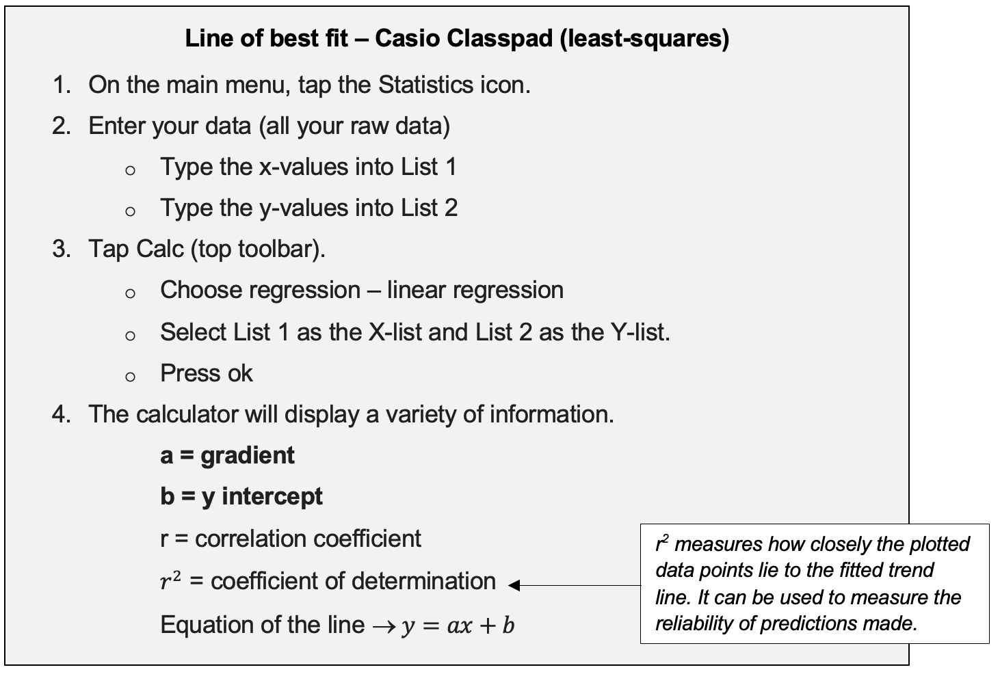 Line of best fit – Casio Classpad (least-squares)
1. On the main menu, tap the Statistics icon.
2. Enter your data (all your raw data)
○ Type the x-values into List 1
○ Type the y-values into List 2
3. Tap Calc (top toolbar).
○ Choose regression – linear regression
○ Select List 1 as the X-list and List 2 as the Y-list.
○ Press ok
4. The calculator will display a variety of information.
a = gradient
b = y intercept
r = correlation coefficient
r² = coefficient of determination
Equation of the line → y = ax + b
r² measures how closely the plotted
data points lie to the fitted trend
line. It can be used to measure the
reliability of predictions made.